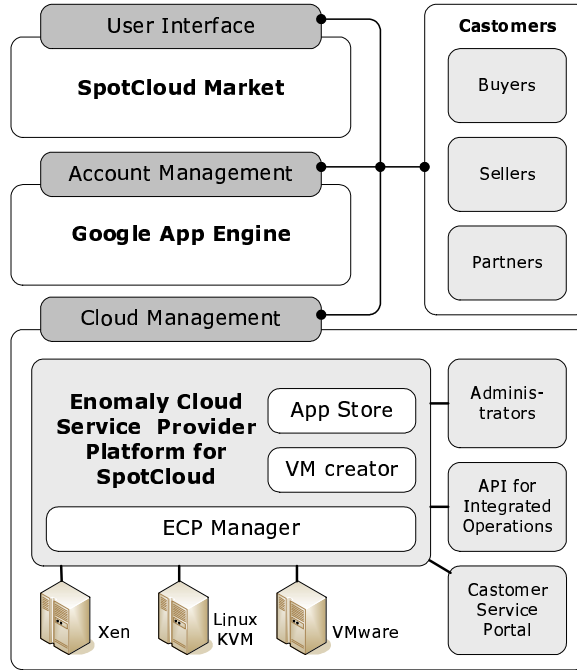 User Interface
SpotCloud Market
Account Management
Google App Engine
Castomers
Buyers
Sellers
Partners
Cloud Management
Enomaly Cloud
Service Provider
Platform for
SpotCloud
App Store
VM creator
ECP Manager
Xen
Linux
KVM
VMware
Adminis-
trators
API for
Integrated
Operations
Customer
Service
Portal